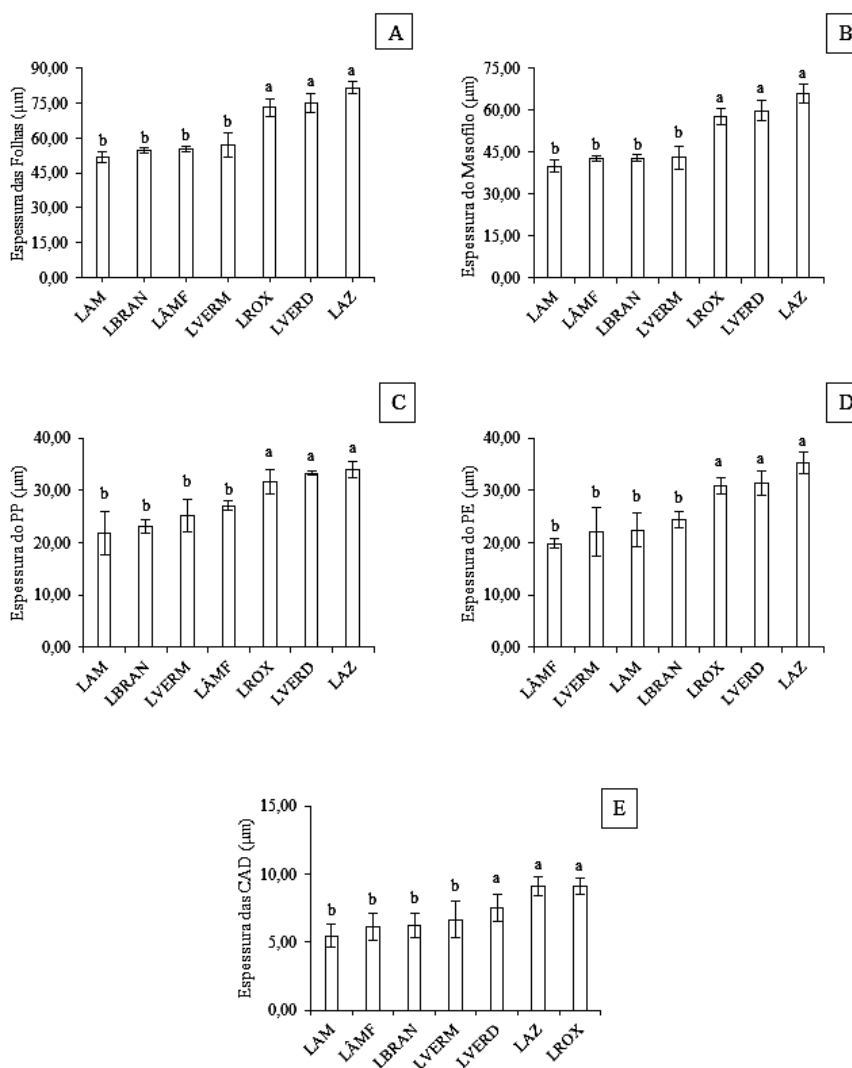 A
Espessura das Folhas (µm)
90,00
75,00
60,00
45,00
30,00
15,00
0,00
b b b b a a a
LAM LBRAN LÂMF LVERM LROX LVERD LAZ
B
Espessura do Mesofilo (µm)
75,00
60,00
45,00
30,00
15,00
0,00
b b b b a a a
LAM LÂMF LBRAN LVERM LROX LVERD LAZ
C
Espessura do PP (µm)
40,00
30,00
20,00
10,00
0,00
b b b b a a a
LAM LBRAN LVERM LÂMF LROX LVERD LAZ
D
Espessura do PE (µm)
40,00
30,00
20,00
10,00
0,00
b b b b a a a
LÂMF LVERM LAM LBRAN LROX LVERD LAZ
E
Espessura das CAD (µm)
15,00
10,00
5,00
0,00
b b b b a a a
LAM LÂMF LBRAN LVERM LVERD LAZ LROX